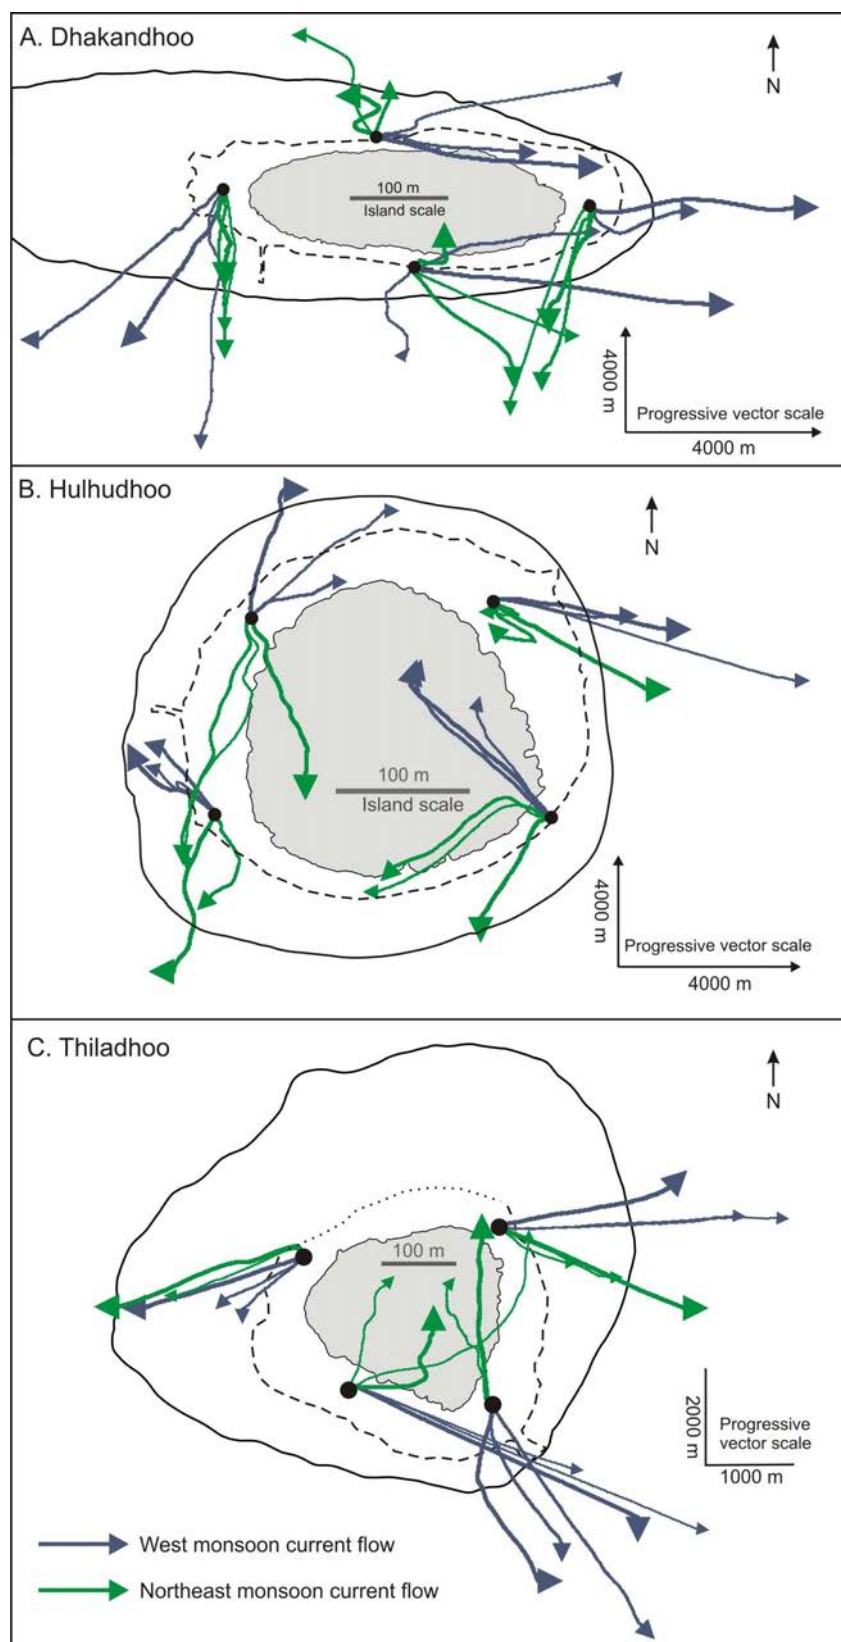 A. Dhakandhoo
N
100 m
Island scale
4000 m
Progressive vector scale
4000 m
B. Hulhudhoo
N
100 m
Island scale
4000 m
Progressive vector scale
4000 m
C. Thiladhoo
N
100 m
2000 m
Progressive
vector scale
1000 m
West monsoon current flow
Northeast monsoon current flow